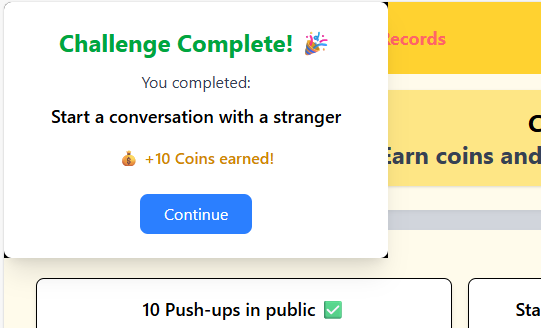 Challenge Complete! 🎉
You completed:
Start a conversation with a stranger
💰 +10 Coins earned!
Continue
Records
Earn coins and
10 Push-ups in public ✅